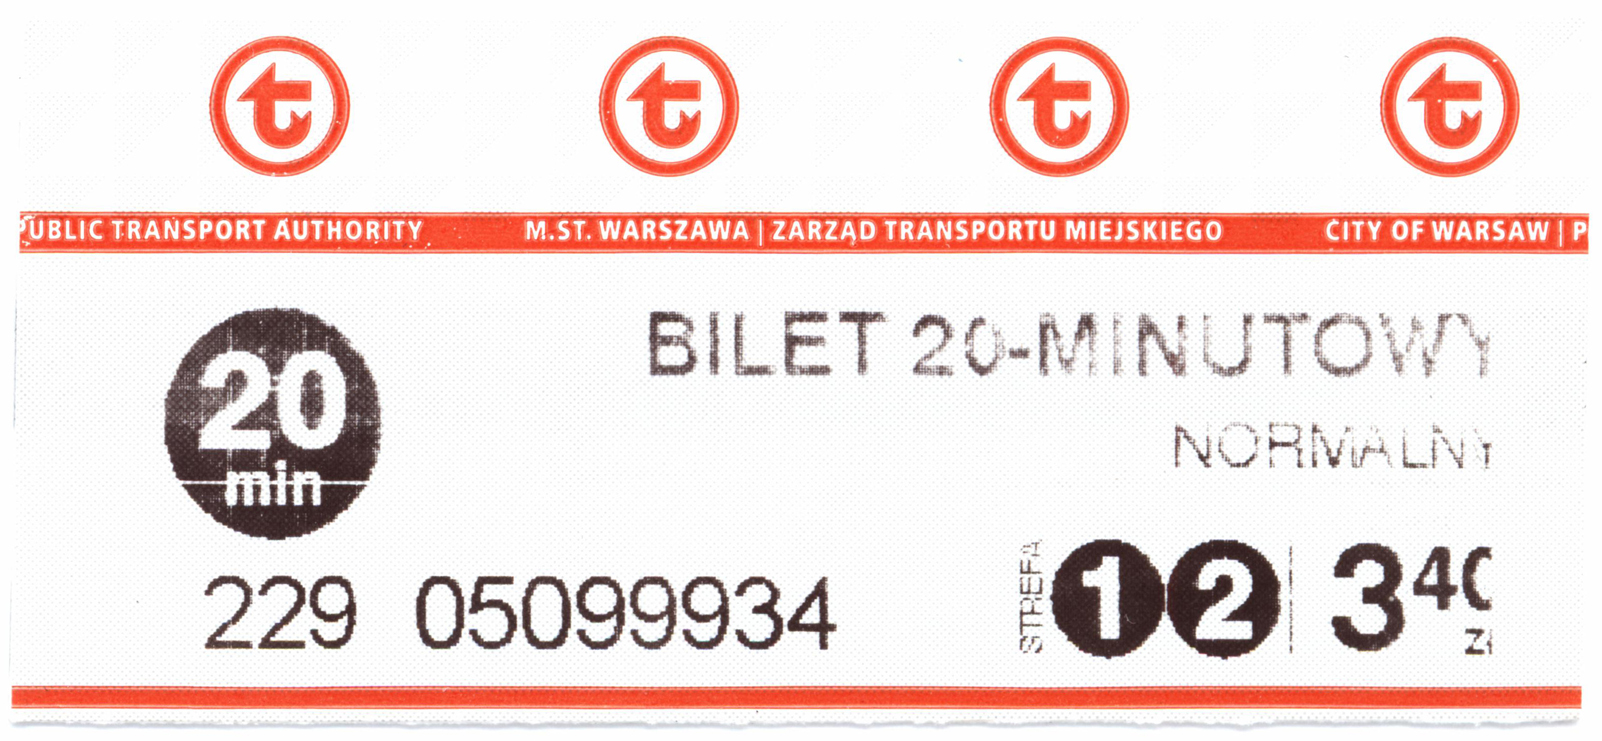 PUBLIC TRANSPORT AUTHORITY M.ST. WARSZAWA | ZARZĄD TRANSPORTU MIEJSKIEGO CITY OF WARSAW | P
20
min
BILET 20-MINUTOWY
NORMALNY
229 05099934
STREFA 1 2 3 40 zł